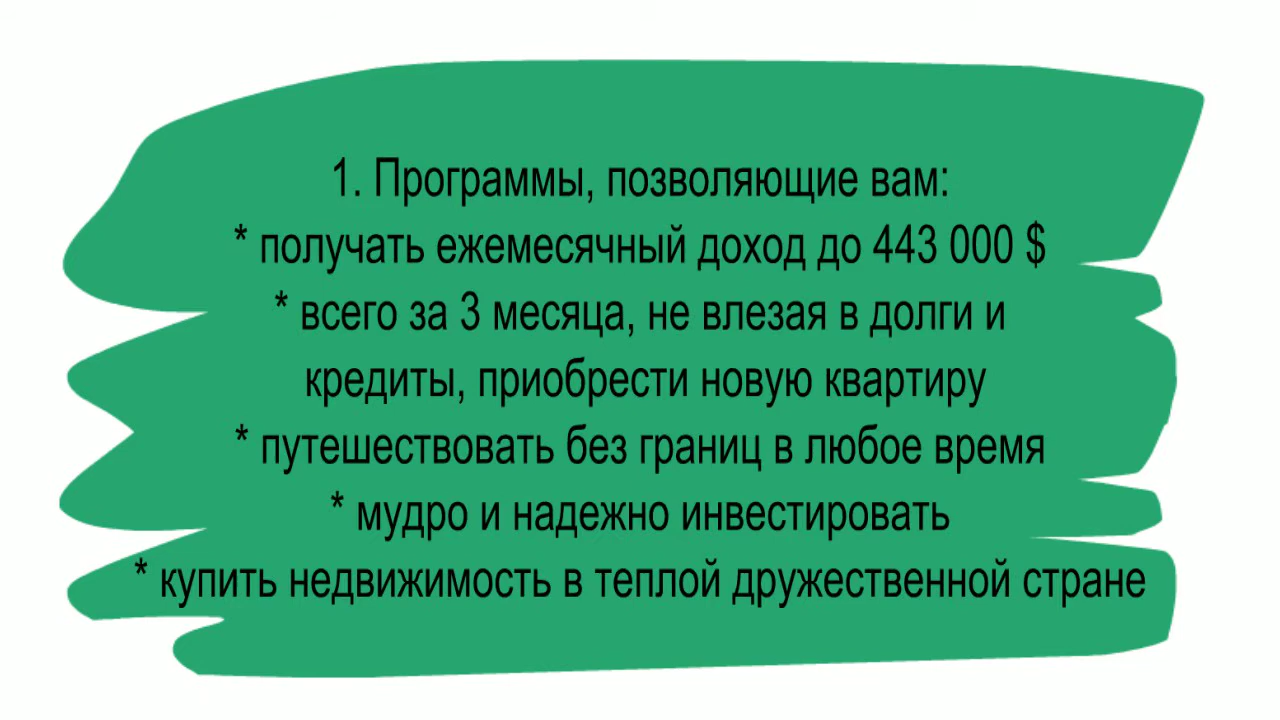 1. Программы, позволяющие вам:
* получать ежемесячный доход до 443 000 $
* всего за 3 месяца, не влезая в долги и
кредиты, приобрести новую квартиру
* путешествовать без границ в любое время
* мудро и надежно инвестировать
* купить недвижимость в теплой дружественной стране